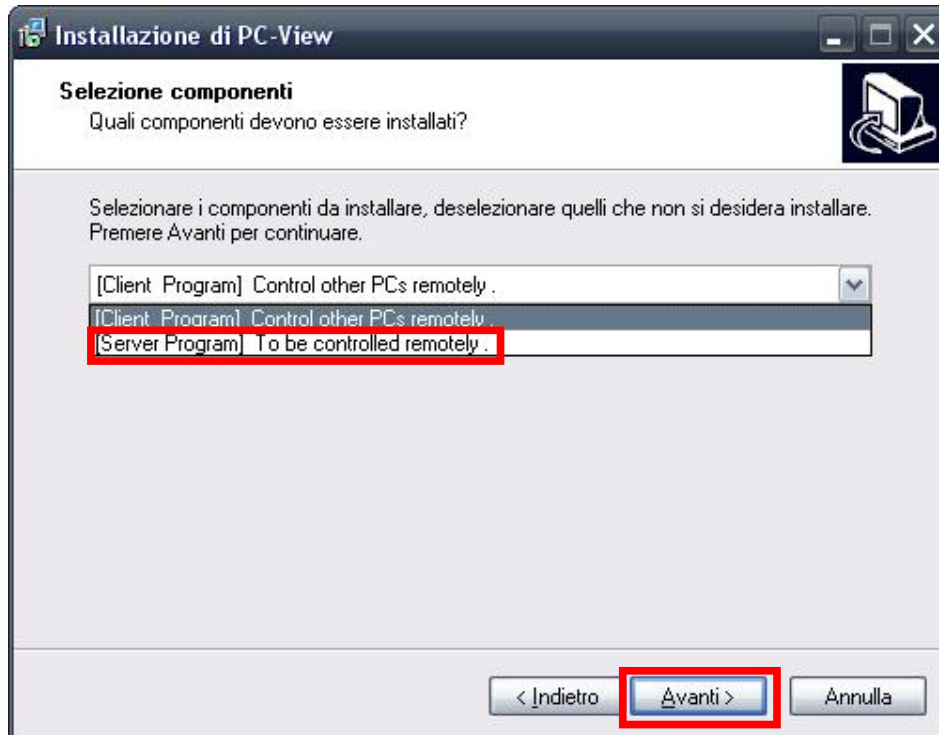 Installazione di PC-View
Selezione componenti
Quali componenti devono essere installati?
Selezionare i componenti da installare, deselezionare quelli che non si desidera installare.
Premere Avanti per continuare.
[Client Program] Control other PCs remotely .
[Client Program] Control other PCs remotely .
[Server Program] To be controlled remotely .
< Indietro Avanti > Annulla